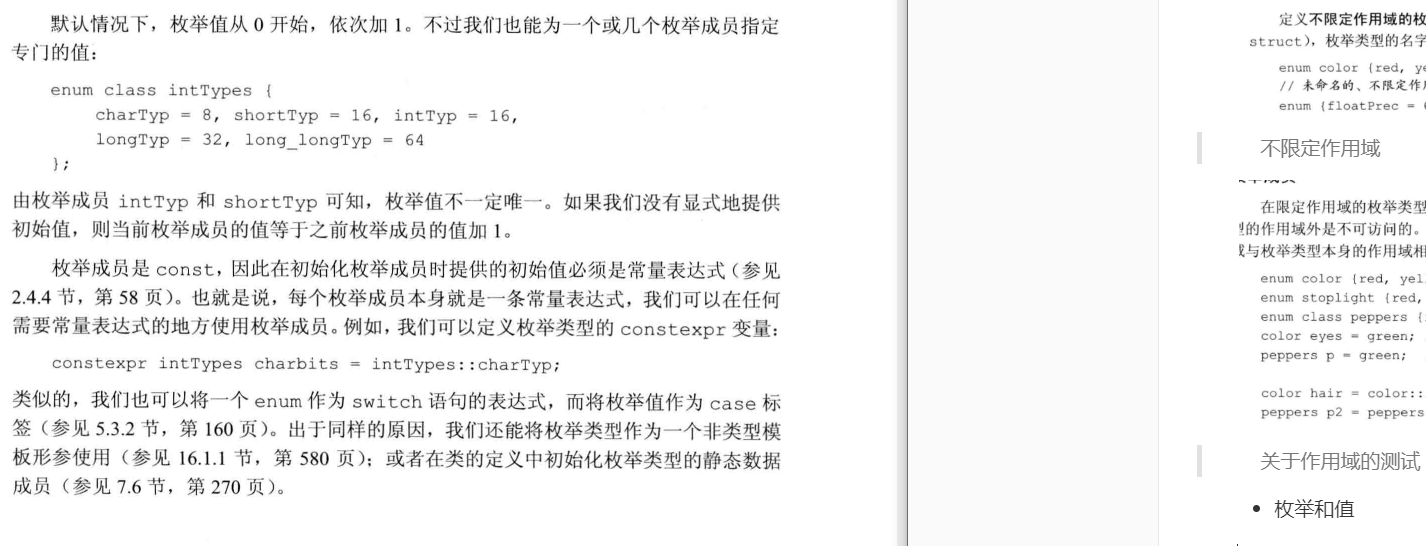 默认情况下，枚举值从 0 开始，依次加 1。不过我们也能为一个或几个枚举成员指定
专门的值：
enum class intTypes {
charTyp = 8, shortTyp = 16, intTyp = 16,
longTyp = 32, long_longTyp = 64
};
由枚举成员 intTyp 和 shortTyp 可知，枚举值不一定唯一。如果我们没有显式地提供
初始值，则当前枚举成员的值等于之前枚举成员的值加 1。
枚举成员是 const，因此在初始化枚举成员时提供的初始值必须是常量表达式（参见
2.4.4 节，第 58 页）。也就是说，每个枚举成员本身就是一条常量表达式，我们可以在任何
需要常量表达式的地方使用枚举成员。例如，我们可以定义枚举类型的 constexpr 变量：
constexpr intTypes charbits = intTypes::charTyp;
类似的，我们也可以将一个 enum 作为 switch 语句的表达式，而将枚举值作为 case 标
签（参见 5.3.2 节，第 160 页）。出于同样的原因，我们还能将枚举类型作为一个非类型模
板形参使用（参见 16.1.1 节，第 580 页）；或者在类的定义中初始化枚举类型的静态数据
成员（参见 7.6 节，第 270 页）。
定义不限定作用域的枚
struct），枚举类型的名字
enum color {red, ye
// 未命名的、不限定作
enum {floatPrec =
不限定作用域
在限定作用域的枚举类型
的作用域外是不可访问的。
与枚举类型本身的作用域相
enum color {red, yel
enum stoplight {red,
enum class peppers {
color eyes = green;
peppers p = green;
color hair = color::
peppers p2 = peppers
关于作用域的测试
• 枚举和值